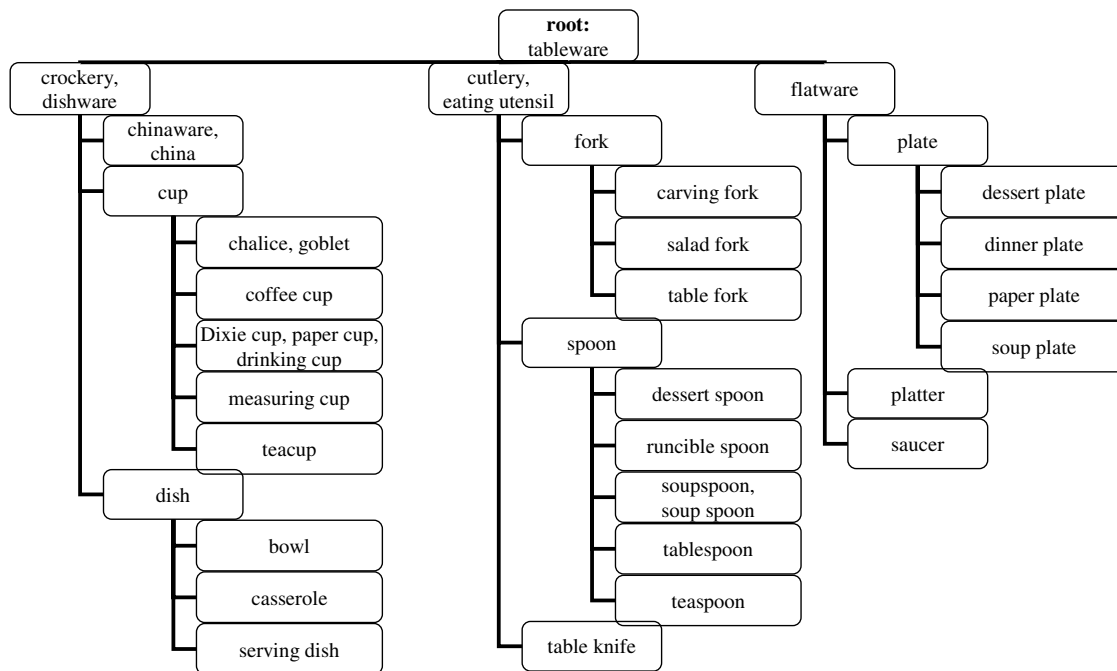 root:
tableware
crockery,
dishware
chinaware,
china
cup
chalice, goblet
coffee cup
Dixie cup, paper cup,
drinking cup
measuring cup
teacup
dish
bowl
casserole
serving dish
cutlery,
eating utensil
fork
carving fork
salad fork
table fork
spoon
dessert spoon
runcible spoon
soupspoon,
soup spoon
tablespoon
teaspoon
table knife
flatware
plate
dessert plate
dinner plate
paper plate
soup plate
platter
saucer